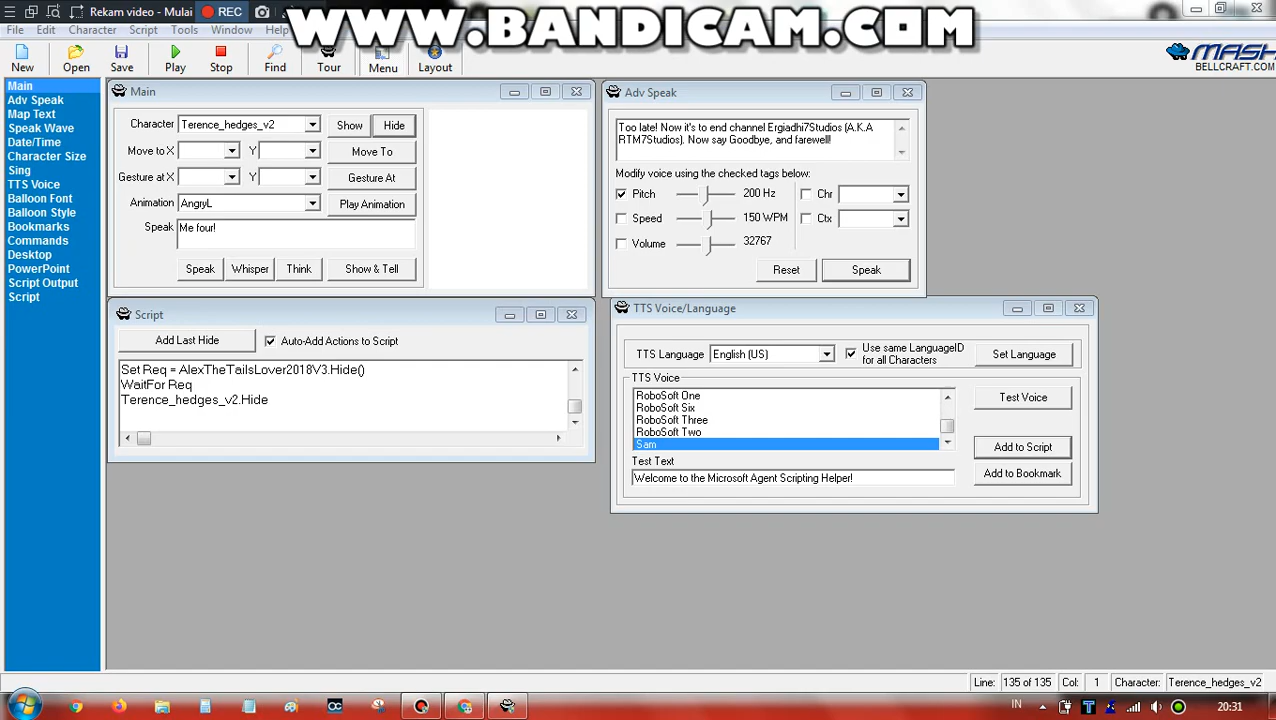 Rekam video - Mulai
REC
WWW.BANDICAM.COM
File Edit Character Script Tools Window Help
New Open Save Play Stop Find Tour Menu Layout
MASH
BELLCRAFT.COM
Main
Adv Speak
Map Text
Speak Wave
Date/Time
Character Size
Sing
TTS Voice
Balloon Font
Balloon Style
Bookmarks
Commands
Desktop
PowerPoint
Script Output
Script
Main
Character Terence_hedges_v2 Show Hide
Move to X Y Move To
Gesture at X Y Gesture At
Animation AngryL Play Animation
Speak Me four!
Speak Whisper Think Show & Tell
Adv Speak
Too late! Now it's to end channel Ergiadhi7Studios (A.K.A
RTM7Studios). Now say Goodbye, and farewell!
Modify voice using the checked tags below:
Pitch 200 Hz Chr
Speed 150 WPM Ctx
Volume 32767
Reset Speak
Script
Add Last Hide Auto-Add Actions to Script
Set Req = AlexTheTailsLover2018V3.Hide()
WaitFor Req
Terence_hedges_v2.Hide
TTS Voice/Language
TTS Language English (US) Use same LanguageID
for all Characters Set Language
TTS Voice
RoboSoft One
RoboSoft Six
RoboSoft Three
RoboSoft Two
Sam
Test Voice
Add to Script
Add to Bookmark
Test Text
Welcome to the Microsoft Agent Scripting Helper!
Line: 135 of 135 Col: 1 Character: Terence_hedges_v2
IN 20:31